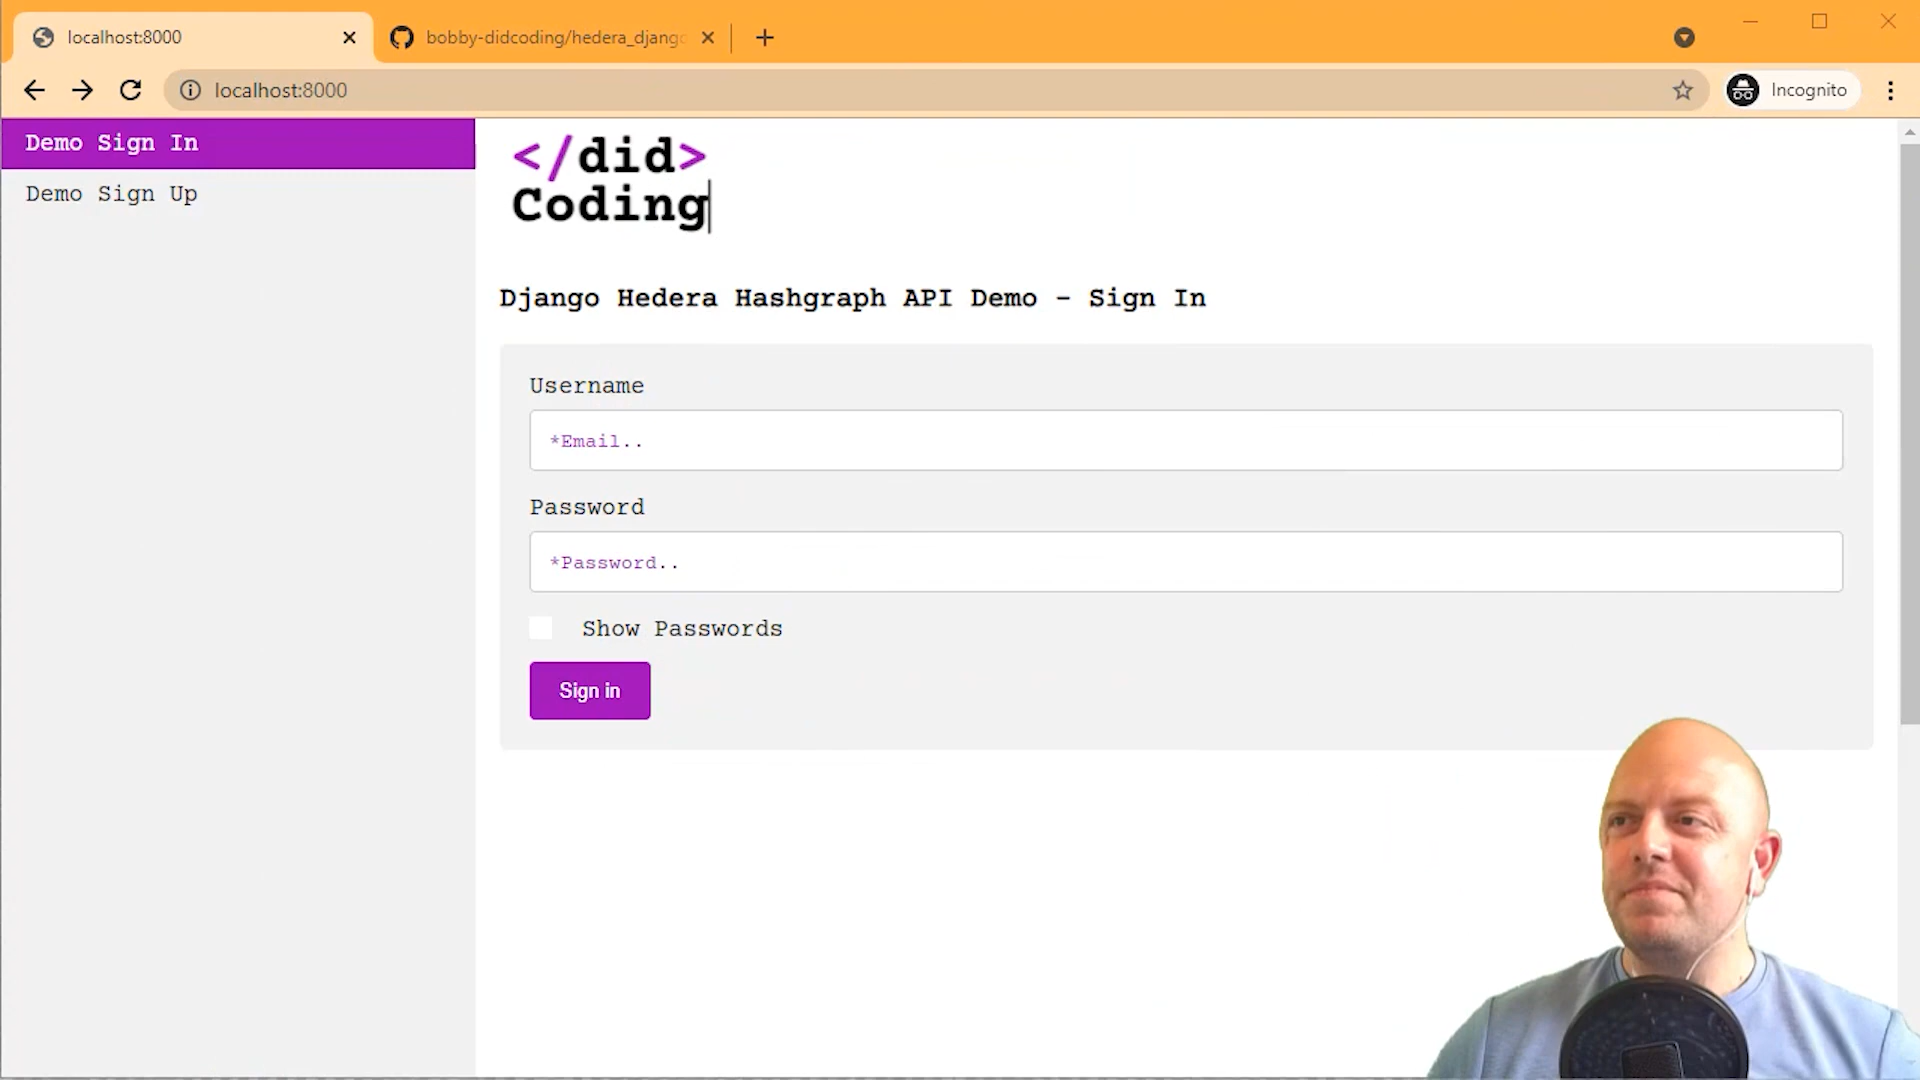 localhost:8000
bobby-didcoding/hedera_django
localhost:8000
Incognito
Demo Sign In
Demo Sign Up
</did>
Coding
Django Hedera Hashgraph API Demo - Sign In
Username
*Email..
Password
*Password..
Show Passwords
Sign in